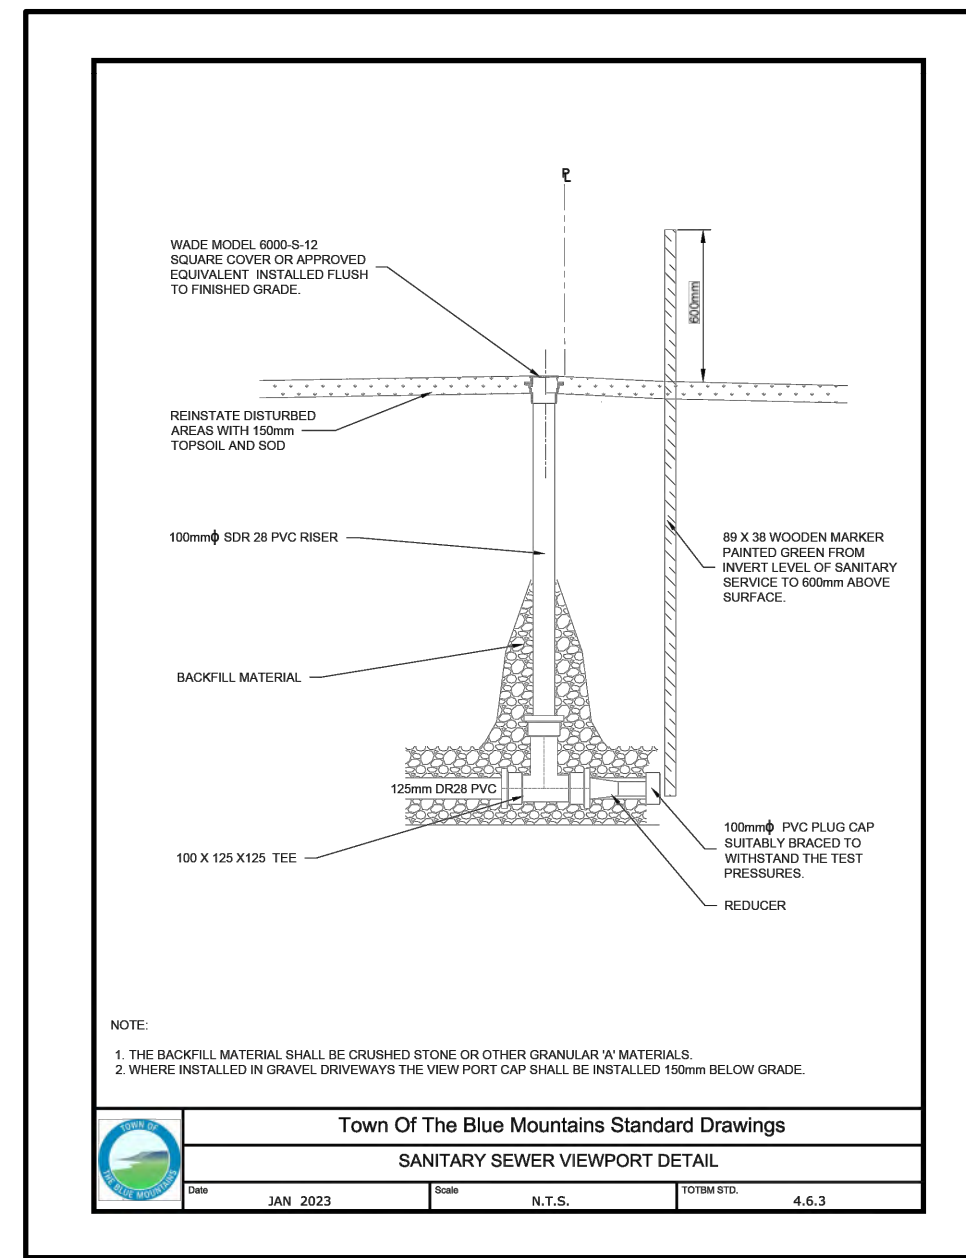 PL
WADE MODEL 6000-S-12
SQUARE COVER OR APPROVED
EQUIVALENT INSTALLED FLUSH
TO FINISHED GRADE.
600mm
REINSTATE DISTURBED
AREAS WITH 150mm
TOPSOIL AND SOD
100mmϕ SDR 28 PVC RISER
89 X 38 WOODEN MARKER
PAINTED GREEN FROM
INVERT LEVEL OF SANITARY
SERVICE TO 600mm ABOVE
SURFACE.
BACKFILL MATERIAL
125mm DR28 PVC
100 X 125 X125 TEE
100mmϕ PVC PLUG CAP
SUITABLY BRACED TO
WITHSTAND THE TEST
PRESSURES.
REDUCER
NOTE:
1. THE BACKFILL MATERIAL SHALL BE CRUSHED STONE OR OTHER GRANULAR 'A' MATERIALS.
2. WHERE INSTALLED IN GRAVEL DRIVEWAYS THE VIEW PORT CAP SHALL BE INSTALLED 150mm BELOW GRADE.
TOWN OF
THE BLUE MOUNTAINS
Town Of The Blue Mountains Standard Drawings
SANITARY SEWER VIEWPORT DETAIL
Date
JAN 2023
Scale
N.T.S.
TOTBM STD.
4.6.3